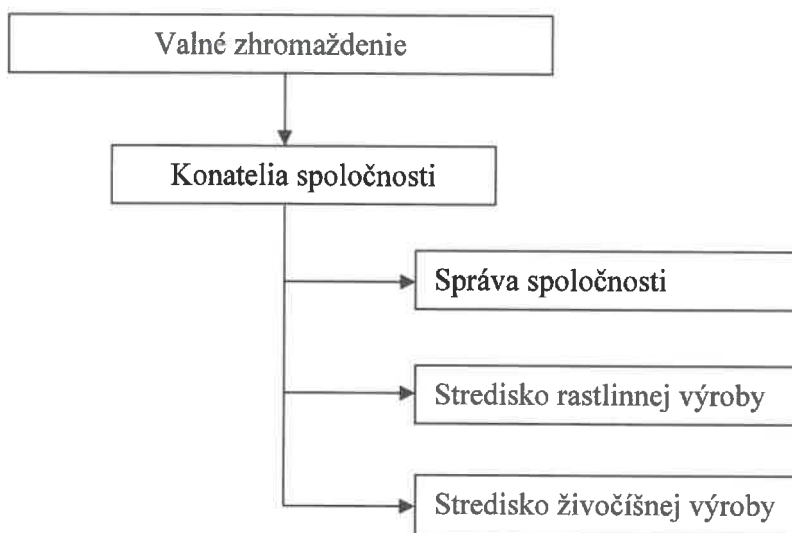 Valné zhromaždenie
Konatelia spoločnosti
Správa spoločnosti
Stredisko rastlinnej výroby
Stredisko živočíšnej výroby